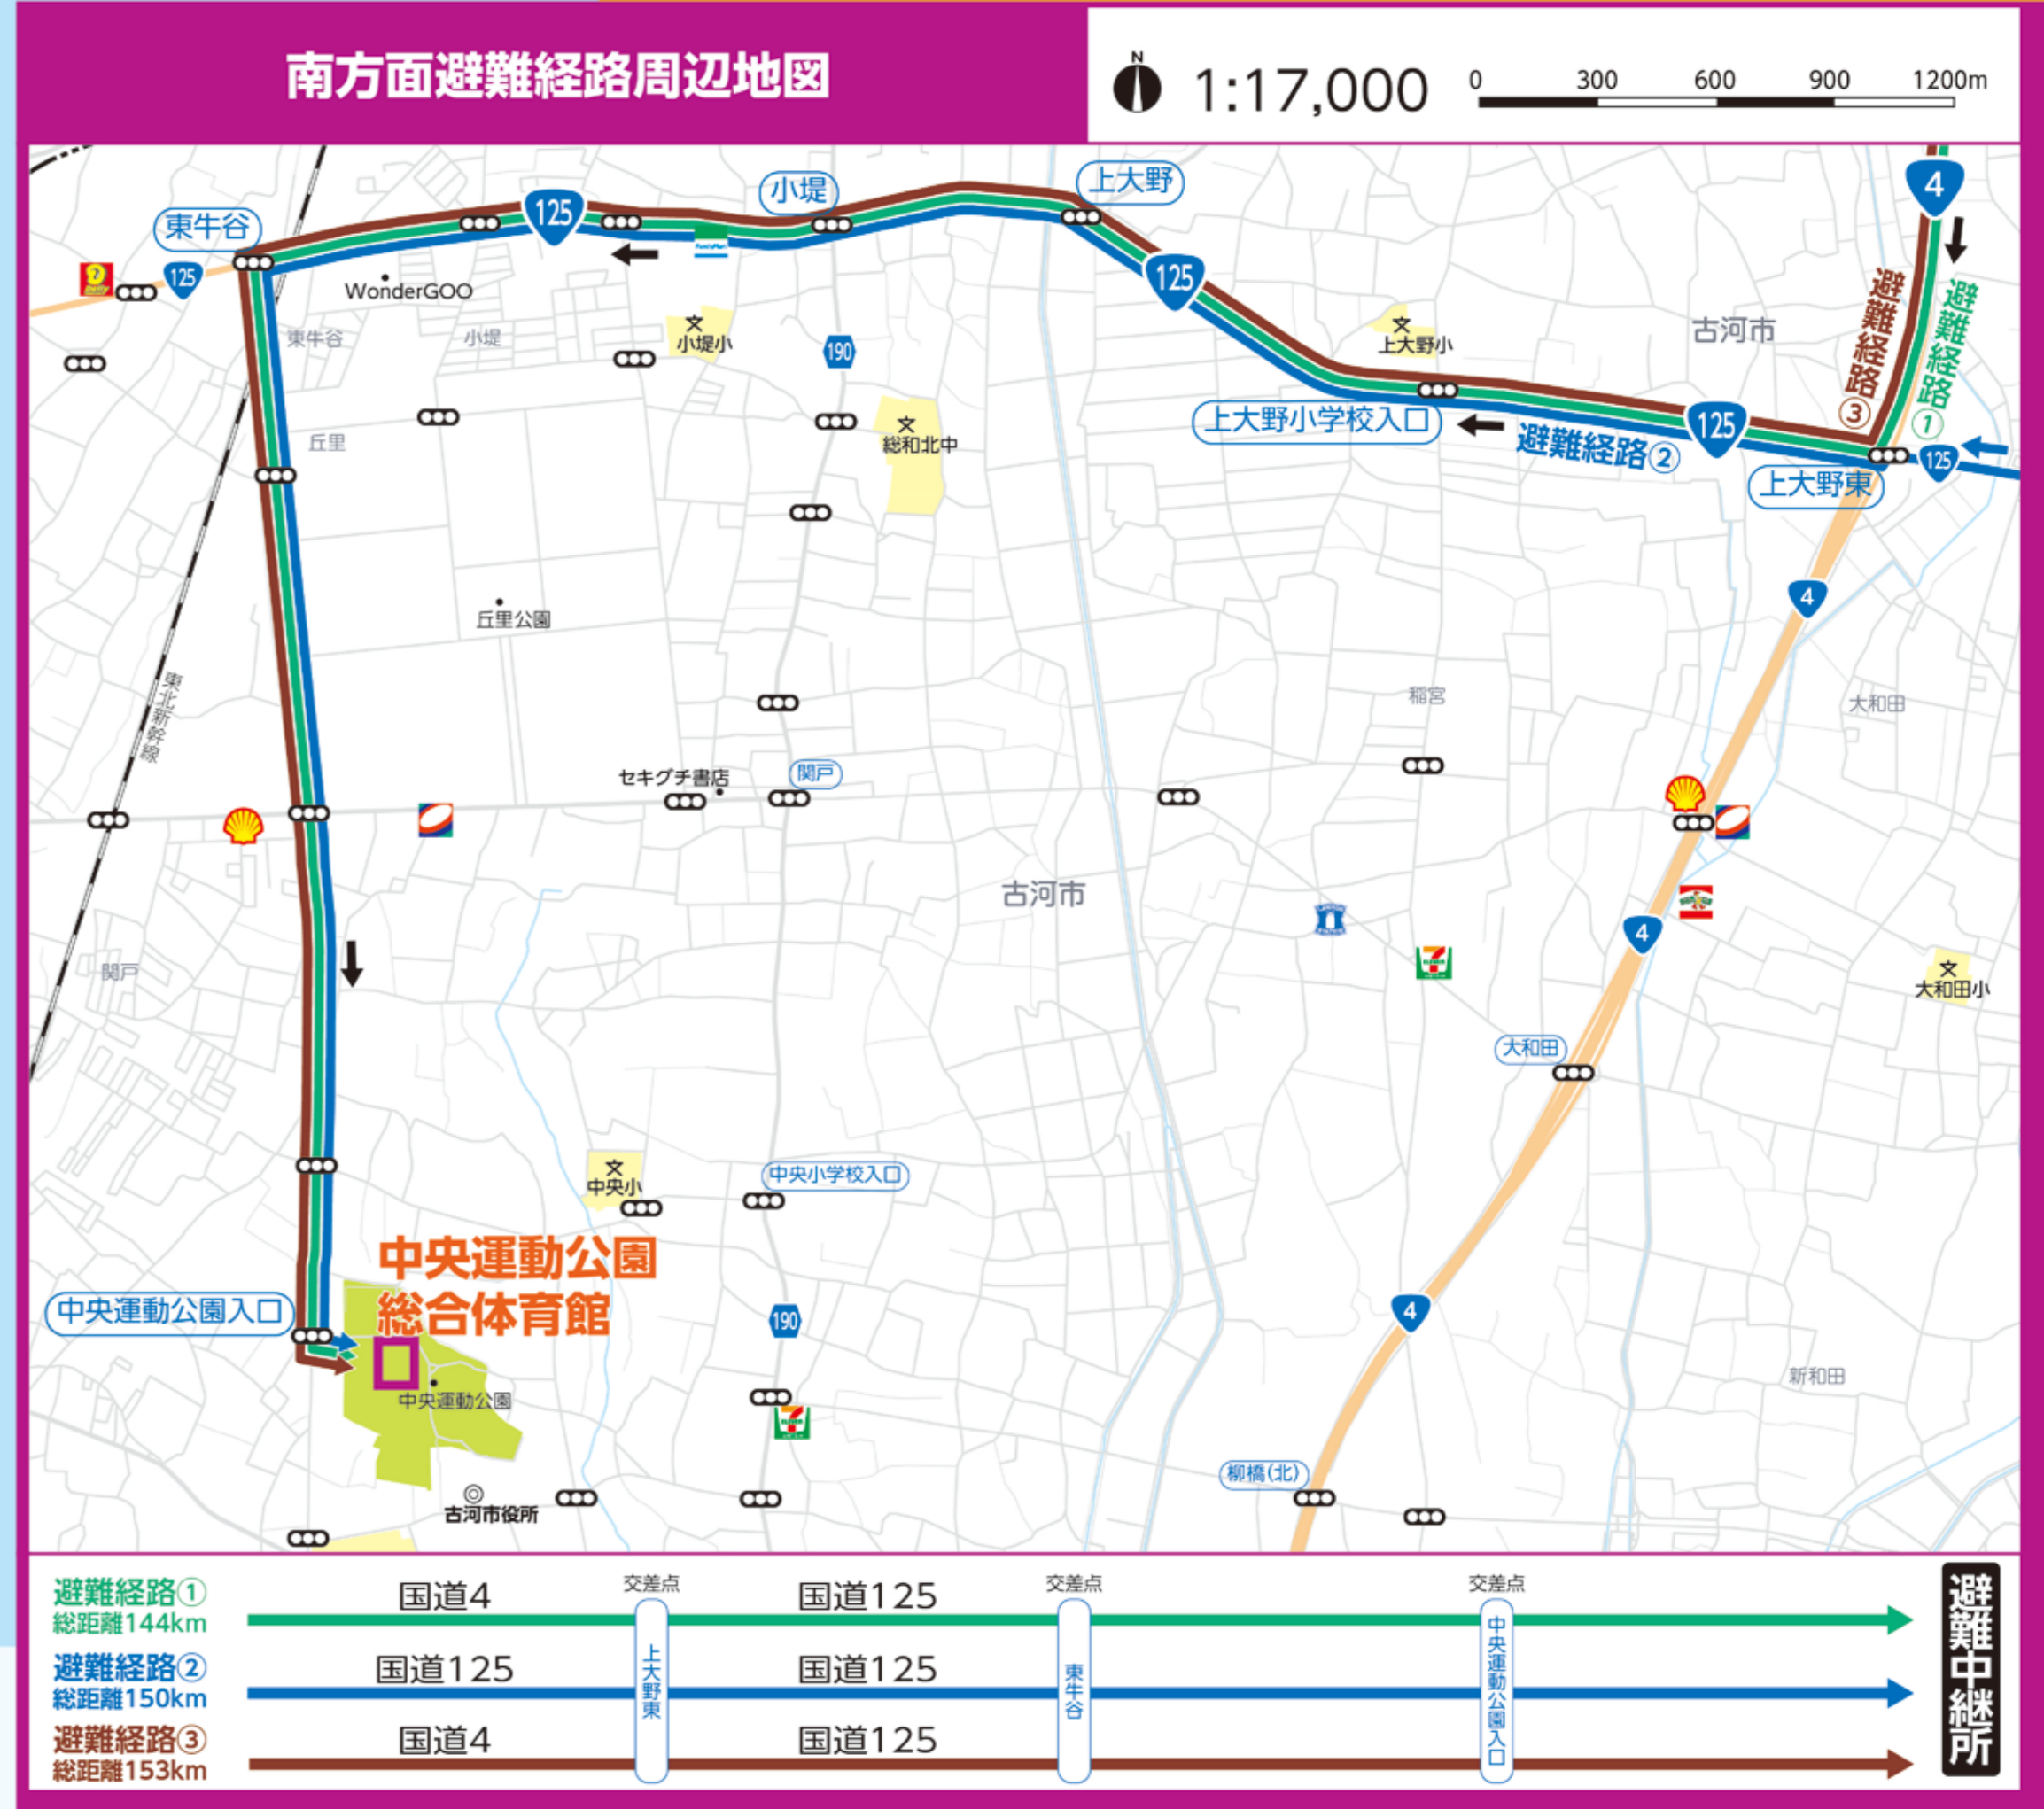 南方面避難経路周辺地図
N
1:17,000
0 300 600 900 1200m
上大野
4
小堤
125
東牛谷
125
125
WonderGOO
避難経路③
避難経路①
古河市
東牛谷
小堤
文
小堤小
190
文
上大野小
上大野小学校入口
避難経路②
125
125
上大野東
丘里
文
総和北中
4
丘里公園
東北新幹線
稲宮
大和田
セキグチ書店
関戸
古河市
4
関戸
文
大和田小
大和田
文
中央小
中央小学校入口
中央運動公園
総合体育館
中央運動公園入口
190
4
中央運動公園
新和田
柳橋(北)
古河市役所
避難経路①
総距離144km
国道4
交差点
国道125
交差点
交差点
避難経路②
総距離150km
国道125
上大野東
国道125
東牛谷
中央運動公園入口
避難経路③
総距離153km
国道4
国道125
避難中継所